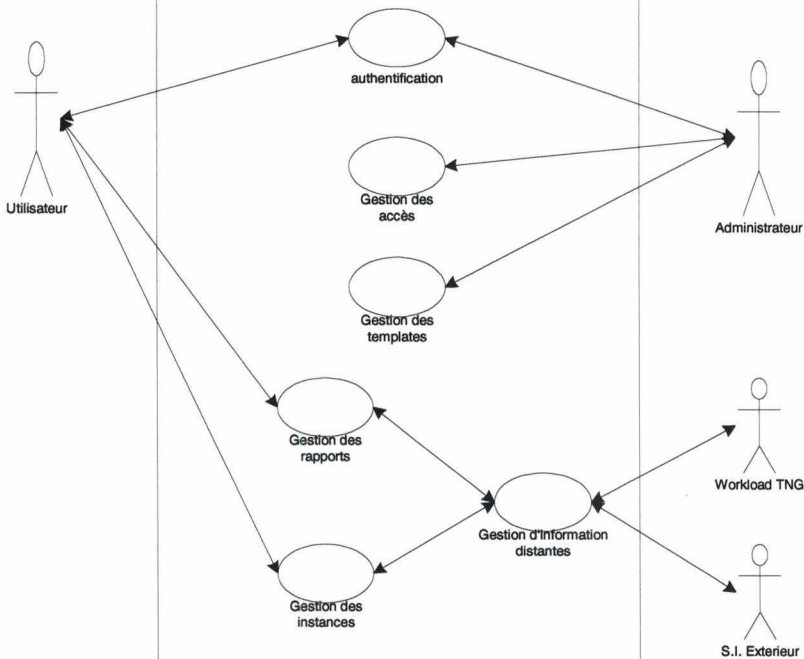 authentification
Utilisateur
Gestion des
accès
Administrateur
Gestion des
templates
Gestion des
rapports
Workload TNG
Gestion d'information
distantes
Gestion des
instances
S.I. Exterieur